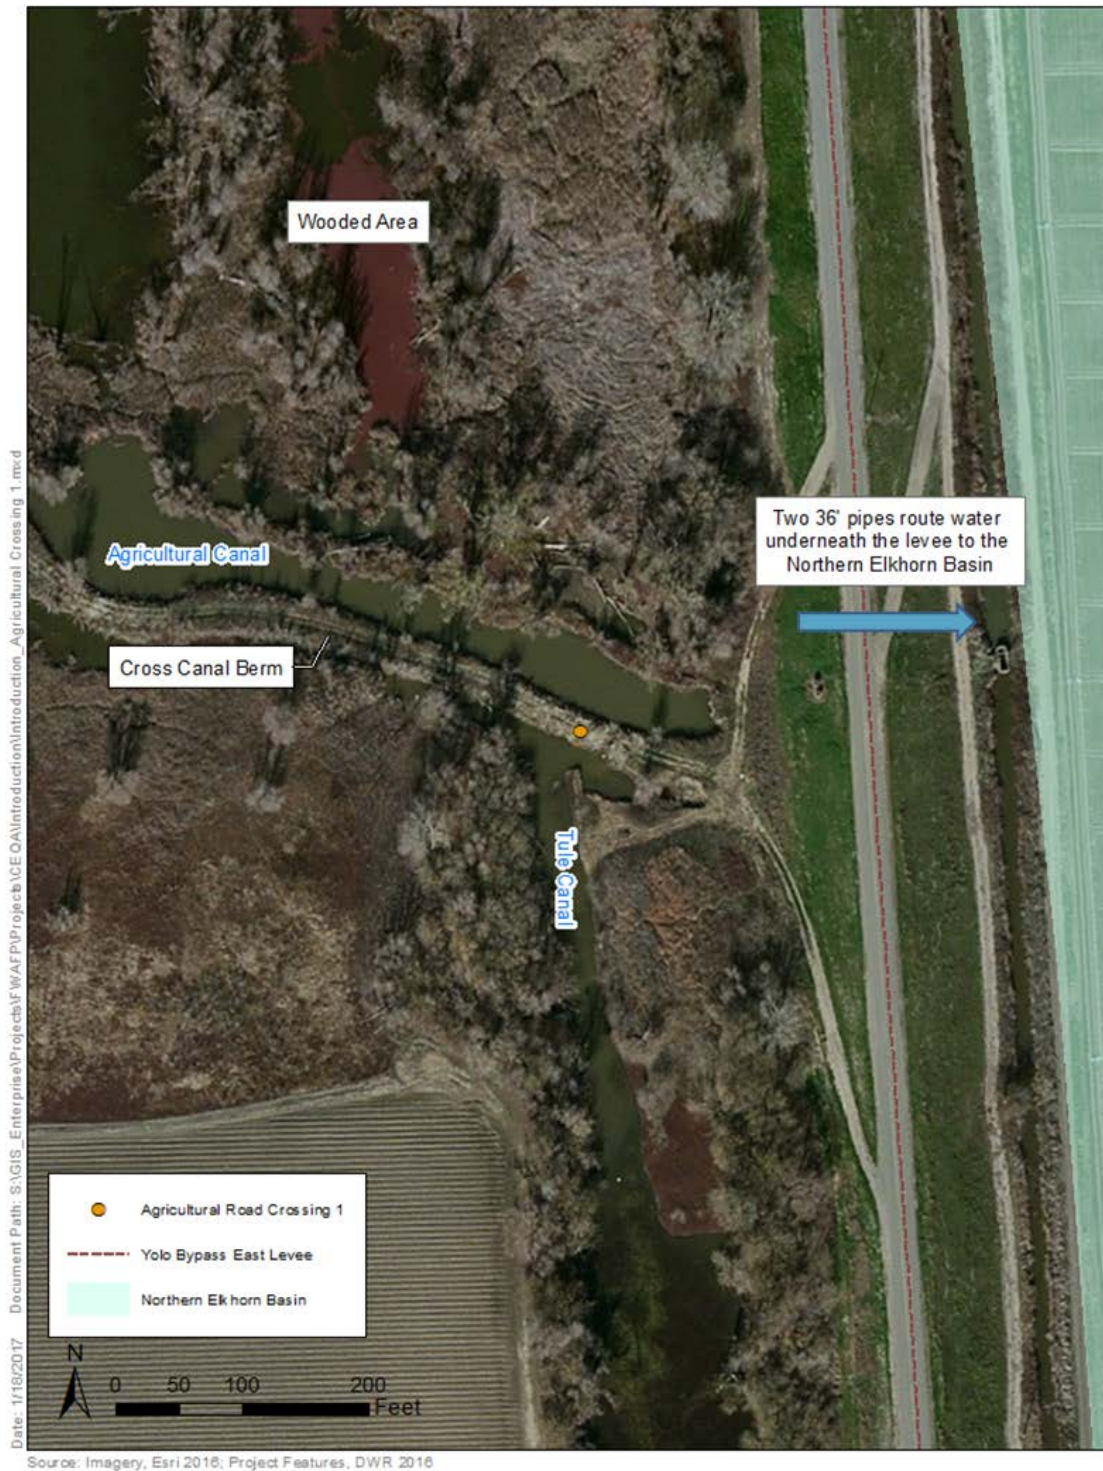 Wooded Area
Two 36' pipes route water
underneath the levee to the
Northern Elkhorn Basin
Agricultural Canal
Cross Canal Berm
Tule Canal
Agricultural Road Crossing 1
Yolo Bypass East Levee
Northern Elkhorn Basin
N
0 50 100 200
Feet
Date: 1/18/2017 Document Path: S:\GIS_Enterprise\Projects\FWAFP\Projects\CEQA\Introduction\Introduction_Agricultural Crossing 1.mxd
Source: Imagery, Esri 2016; Project Features, DWR 2016